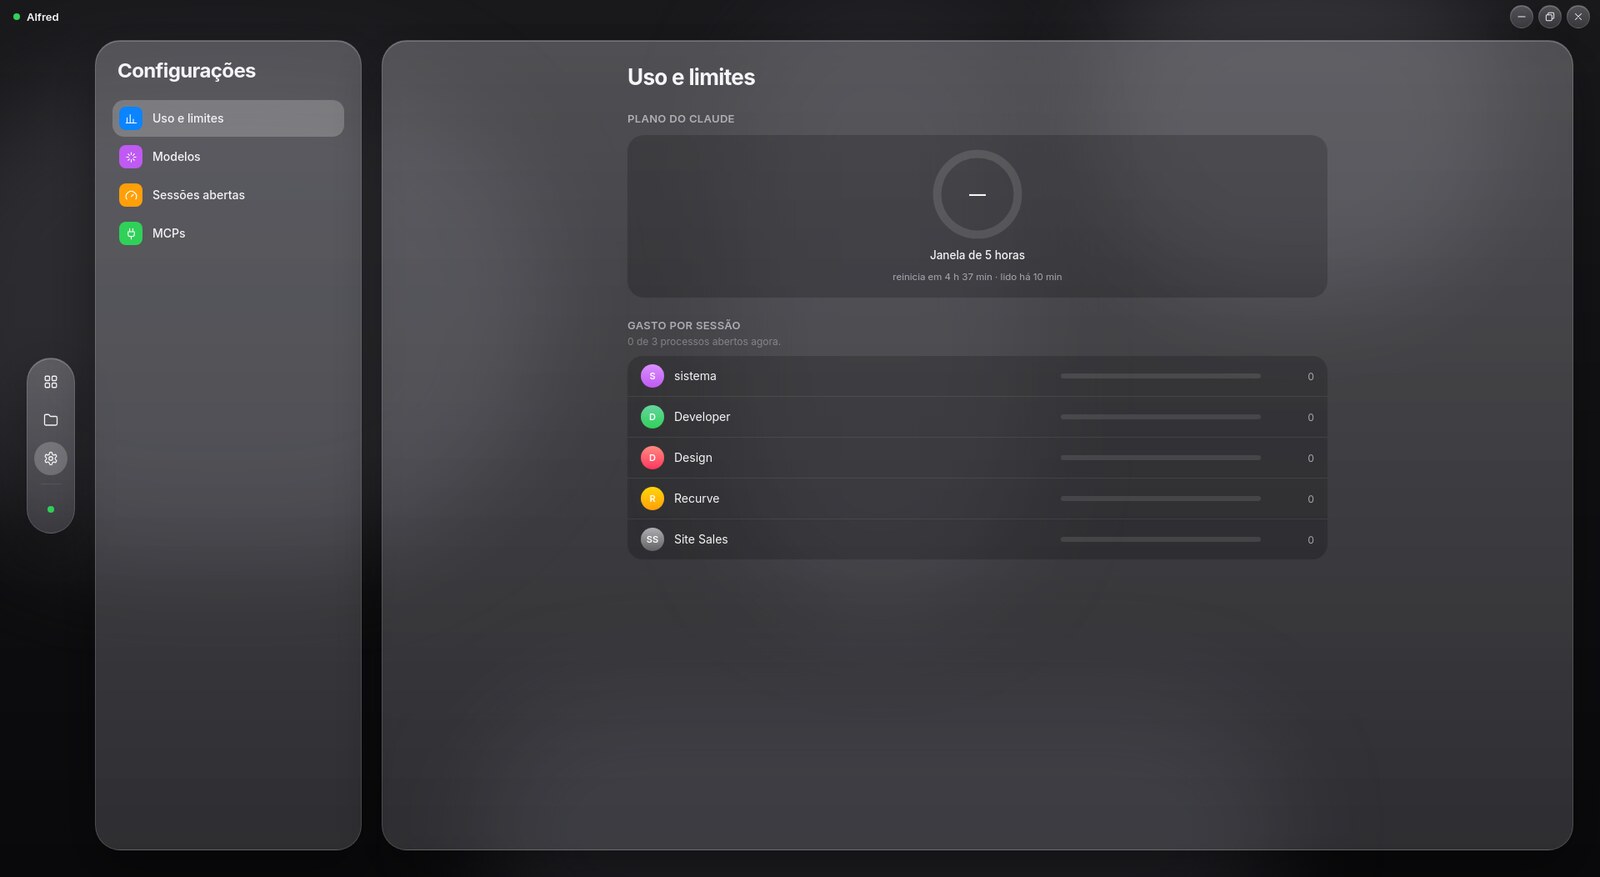 Alfred
Configurações
Uso e limites
Modelos
Sessões abertas
MCPs
Uso e limites
PLANO DO CLAUDE
—
Janela de 5 horas
reinicia em 4 h 37 min · lido há 10 min
GASTO POR SESSÃO
0 de 3 processos abertos agora.
S sistema 0
D Developer 0
D Design 0
R Recurve 0
SS Site Sales 0